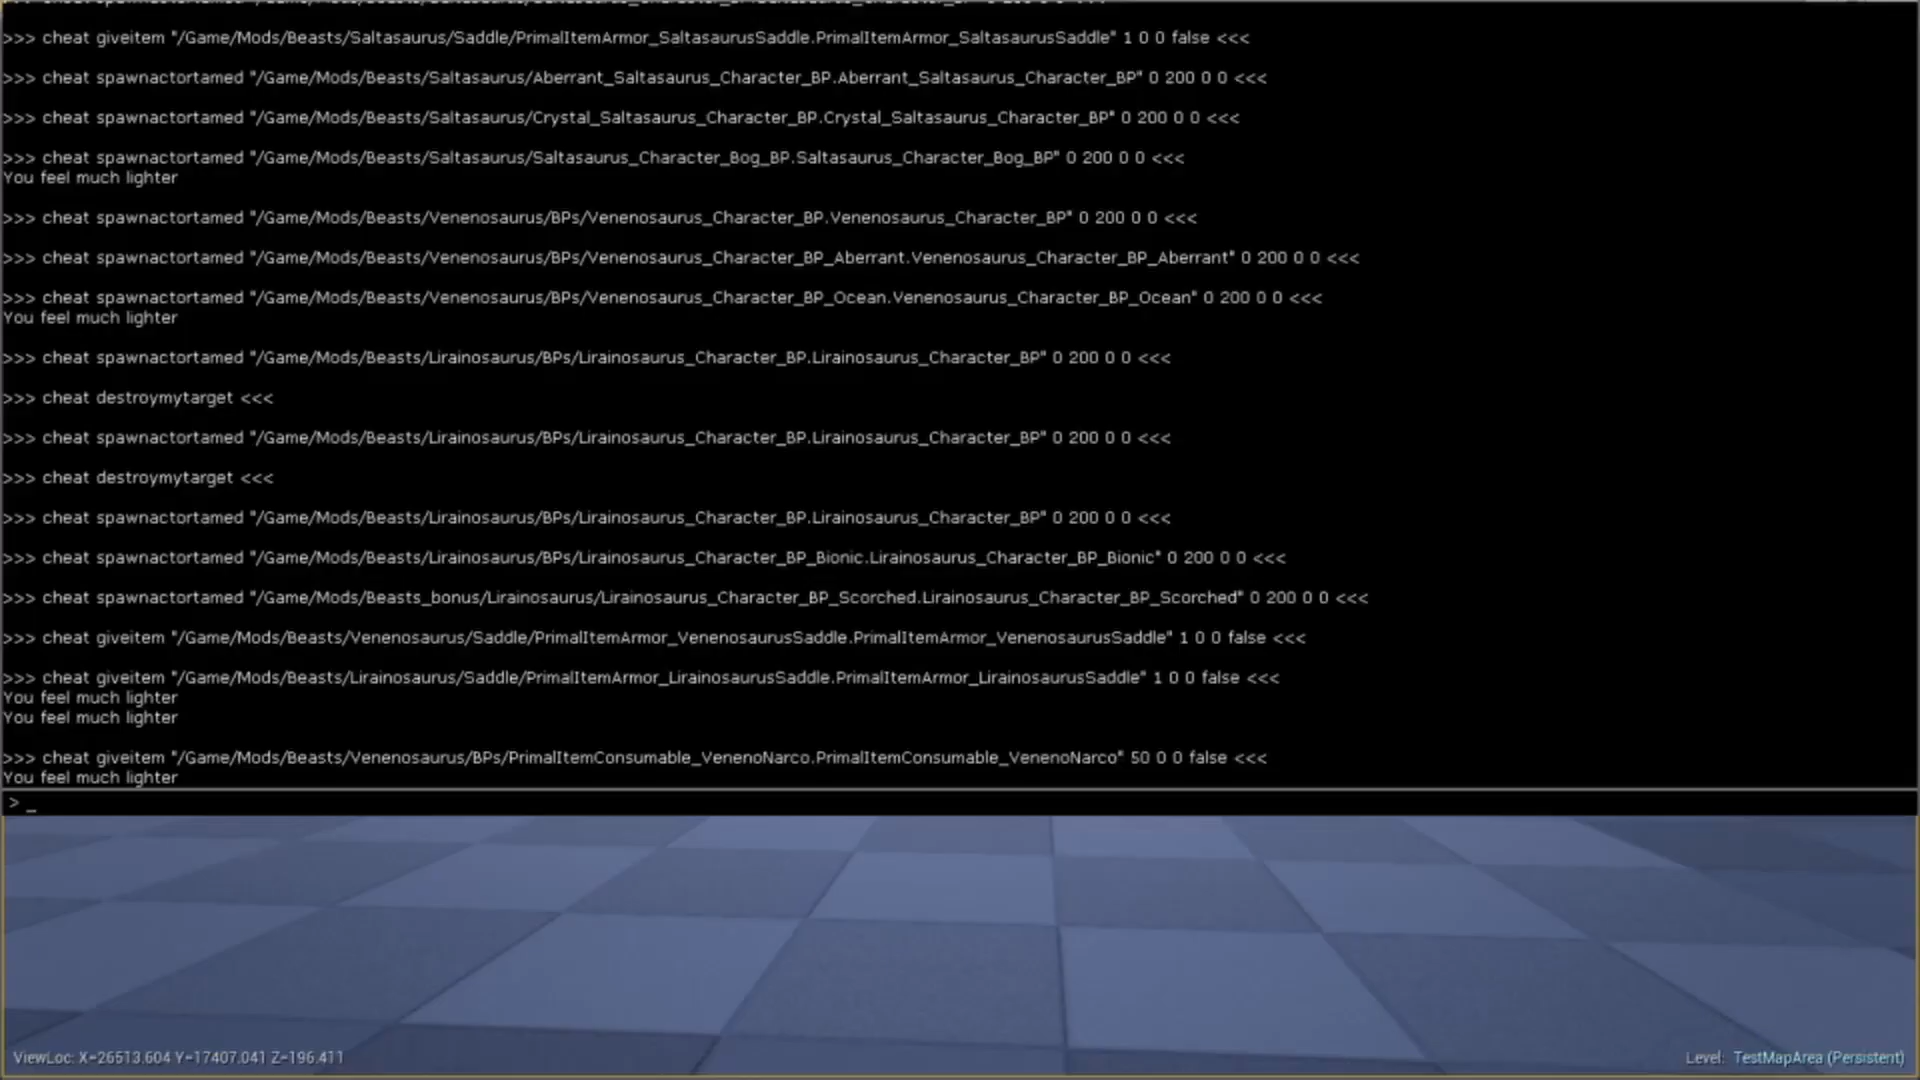 >>> cheat giveitem "/Game/Mods/Beasts/Saltasaurus/Saddle/PrimalItemArmor_SaltasaurusSaddle.PrimalItemArmor_SaltasaurusSaddle" 1 0 0 false <<<
>>> cheat spawnactortamed "/Game/Mods/Beasts/Saltasaurus/Aberrant_Saltasaurus_Character_BP.Aberrant_Saltasaurus_Character_BP" 0 200 0 0 <<<
>>> cheat spawnactortamed "/Game/Mods/Beasts/Saltasaurus/Crystal_Saltasaurus_Character_BP.Crystal_Saltasaurus_Character_BP" 0 200 0 0 <<<
>>> cheat spawnactortamed "/Game/Mods/Beasts/Saltasaurus/Saltasaurus_Character_Bog_BP.Saltasaurus_Character_Bog_BP" 0 200 0 0 <<<
You feel much lighter
>>> cheat spawnactortamed "/Game/Mods/Beasts/Venenosaurus/BPs/Venenosaurus_Character_BP.Venenosaurus_Character_BP" 0 200 0 0 <<<
>>> cheat spawnactortamed "/Game/Mods/Beasts/Venenosaurus/BPs/Venenosaurus_Character_BP_Aberrant.Venenosaurus_Character_BP_Aberrant" 0 200 0 0 <<<
>>> cheat spawnactortamed "/Game/Mods/Beasts/Venenosaurus/BPs/Venenosaurus_Character_BP_Ocean.Venenosaurus_Character_BP_Ocean" 0 200 0 0 <<<
You feel much lighter
>>> cheat spawnactortamed "/Game/Mods/Beasts/Lirainosaurus/BPs/Lirainosaurus_Character_BP.Lirainosaurus_Character_BP" 0 200 0 0 <<<
>>> cheat destroymytarget <<<
>>> cheat spawnactortamed "/Game/Mods/Beasts/Lirainosaurus/BPs/Lirainosaurus_Character_BP.Lirainosaurus_Character_BP" 0 200 0 0 <<<
>>> cheat destroymytarget <<<
>>> cheat spawnactortamed "/Game/Mods/Beasts/Lirainosaurus/BPs/Lirainosaurus_Character_BP.Lirainosaurus_Character_BP" 0 200 0 0 <<<
>>> cheat spawnactortamed "/Game/Mods/Beasts/Lirainosaurus/BPs/Lirainosaurus_Character_BP_Bionic.Lirainosaurus_Character_BP_Bionic" 0 200 0 0 <<<
>>> cheat spawnactortamed "/Game/Mods/Beasts_bonus/Lirainosaurus/Lirainosaurus_Character_BP_Scorched.Lirainosaurus_Character_BP_Scorched" 0 200 0 0 <<<
>>> cheat giveitem "/Game/Mods/Beasts/Venenosaurus/Saddle/PrimalItemArmor_VenenosaurusSaddle.PrimalItemArmor_VenenosaurusSaddle" 1 0 0 false <<<
>>> cheat giveitem "/Game/Mods/Beasts/Lirainosaurus/Saddle/PrimalItemArmor_LirainosaurusSaddle.PrimalItemArmor_LirainosaurusSaddle" 1 0 0 false <<<
You feel much lighter
You feel much lighter
>>> cheat giveitem "/Game/Mods/Beasts/Venenosaurus/BPs/PrimalItemConsumable_VenenoNarco.PrimalItemConsumable_VenenoNarco" 50 0 0 false <<<
You feel much lighter
> _
ViewLoc: X=26513.604 Y=17407.041 Z=196.411
Level: TestMapArea (Persistent)